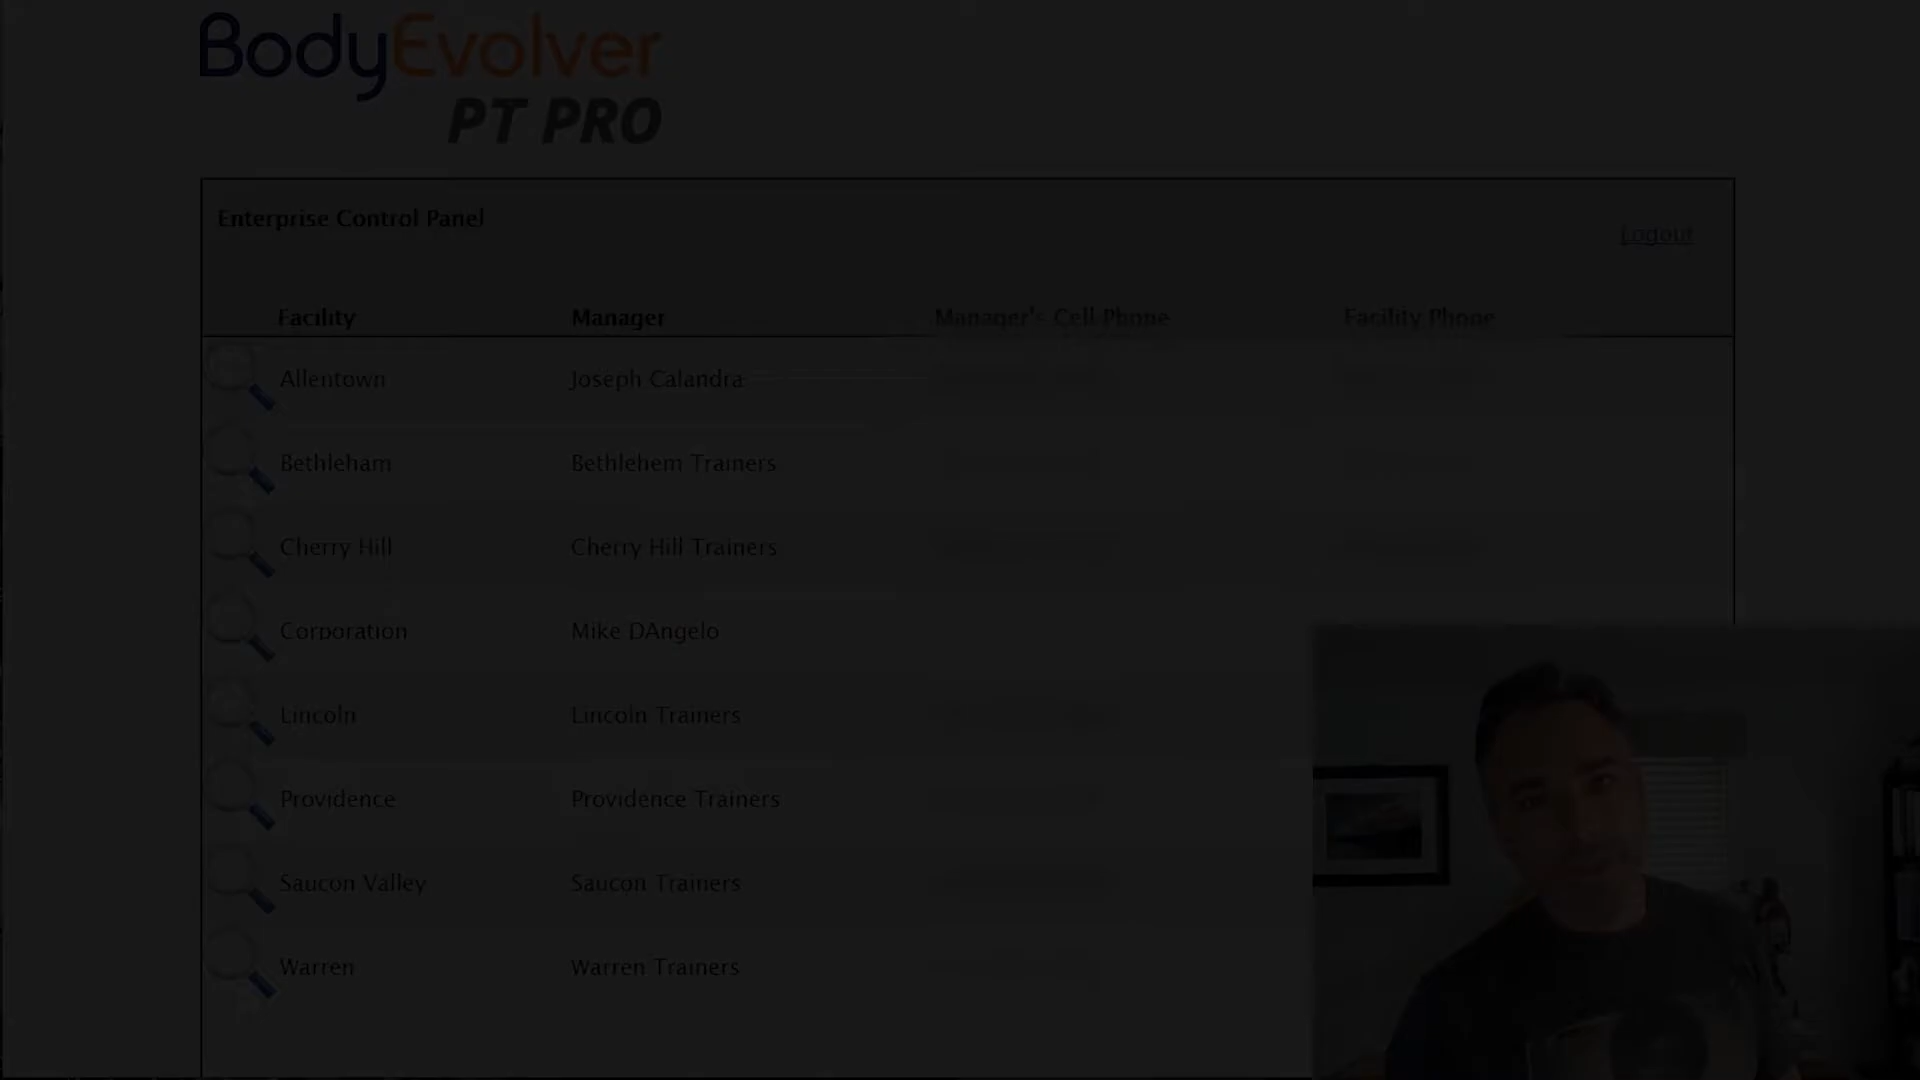 BodyEvolver
PT PRO
Enterprise Control Panel
Logout
Facility Manager Manager's Cell Phone Facility Phone
Allentown Joseph Calandra
Bethleham Bethlehem Trainers
Cherry Hill Cherry Hill Trainers
Corporation Mike DAngelo
Lincoln Lincoln Trainers
Providence Providence Trainers
Saucon Valley Saucon Trainers
Warren Warren Trainers